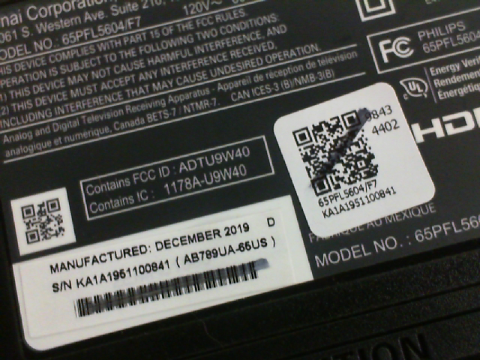 nai Corporation
061 S. Western Ave. Suite 210,
MODEL NO. : 65PFL5604/F7 120V~
THIS DEVICE COMPLIES WITH PART 15 OF THE FCC RULES.
OPERATION IS SUBJECT TO THE FOLLOWING TWO CONDITIONS:
(1) THIS DEVICE MAY NOT CAUSE HARMFUL INTERFERENCE, AND
(2) THIS DEVICE MUST ACCEPT ANY INTERFERENCE RECEIVED,
INCLUDING INTERFERENCE THAT MAY CAUSE UNDESIRED OPERATION.
Analog and Digital Television Receiving Apparatus - Appareil de réception de télévision
analogique et numérique, Canada BETS-7 / NTMR-7. CAN ICES-3 (B)/NMB-3(B)
FC PHILIPS
65PFL5604
UL Energy Verified
Rendement
Énergétique
HDMI
9843
4402
65PFL5604/F7
KA1A1951100841
Contains FCC ID : ADTU9W40
Contains IC : 1178A-U9W40
FABRIQUÉ AU MEXIQUE
MODEL NO. : 65PFL560
MANUFACTURED: DECEMBER 2019 D
S/N KA1A1951100841 ( AB789UA-65US )